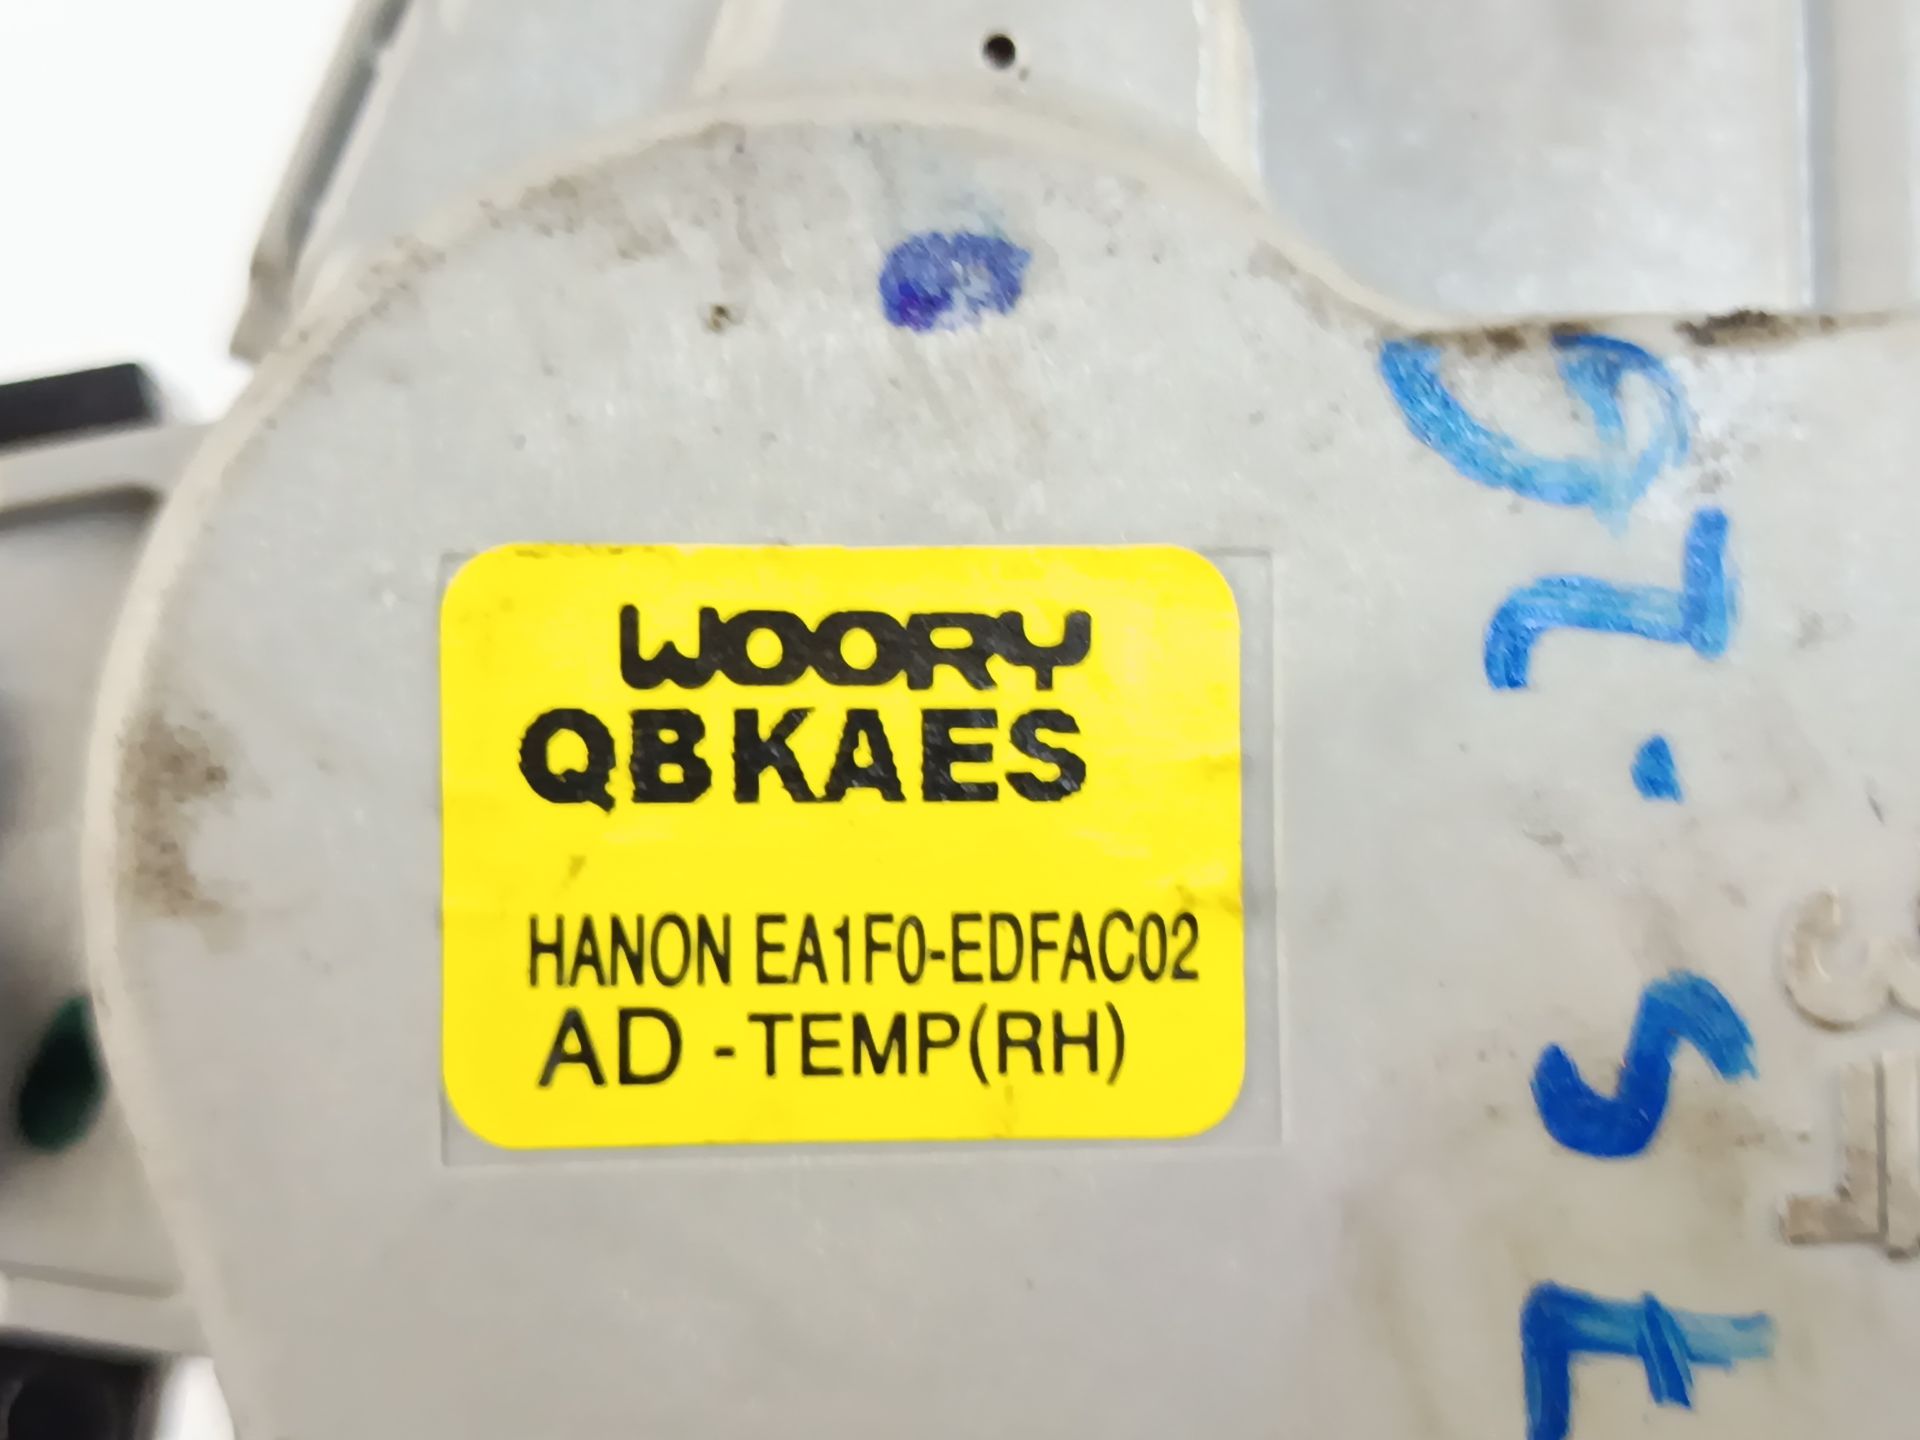 WOORY
QBKAES
HANON EA1F0-EDFAC02
AD - TEMP(RH)